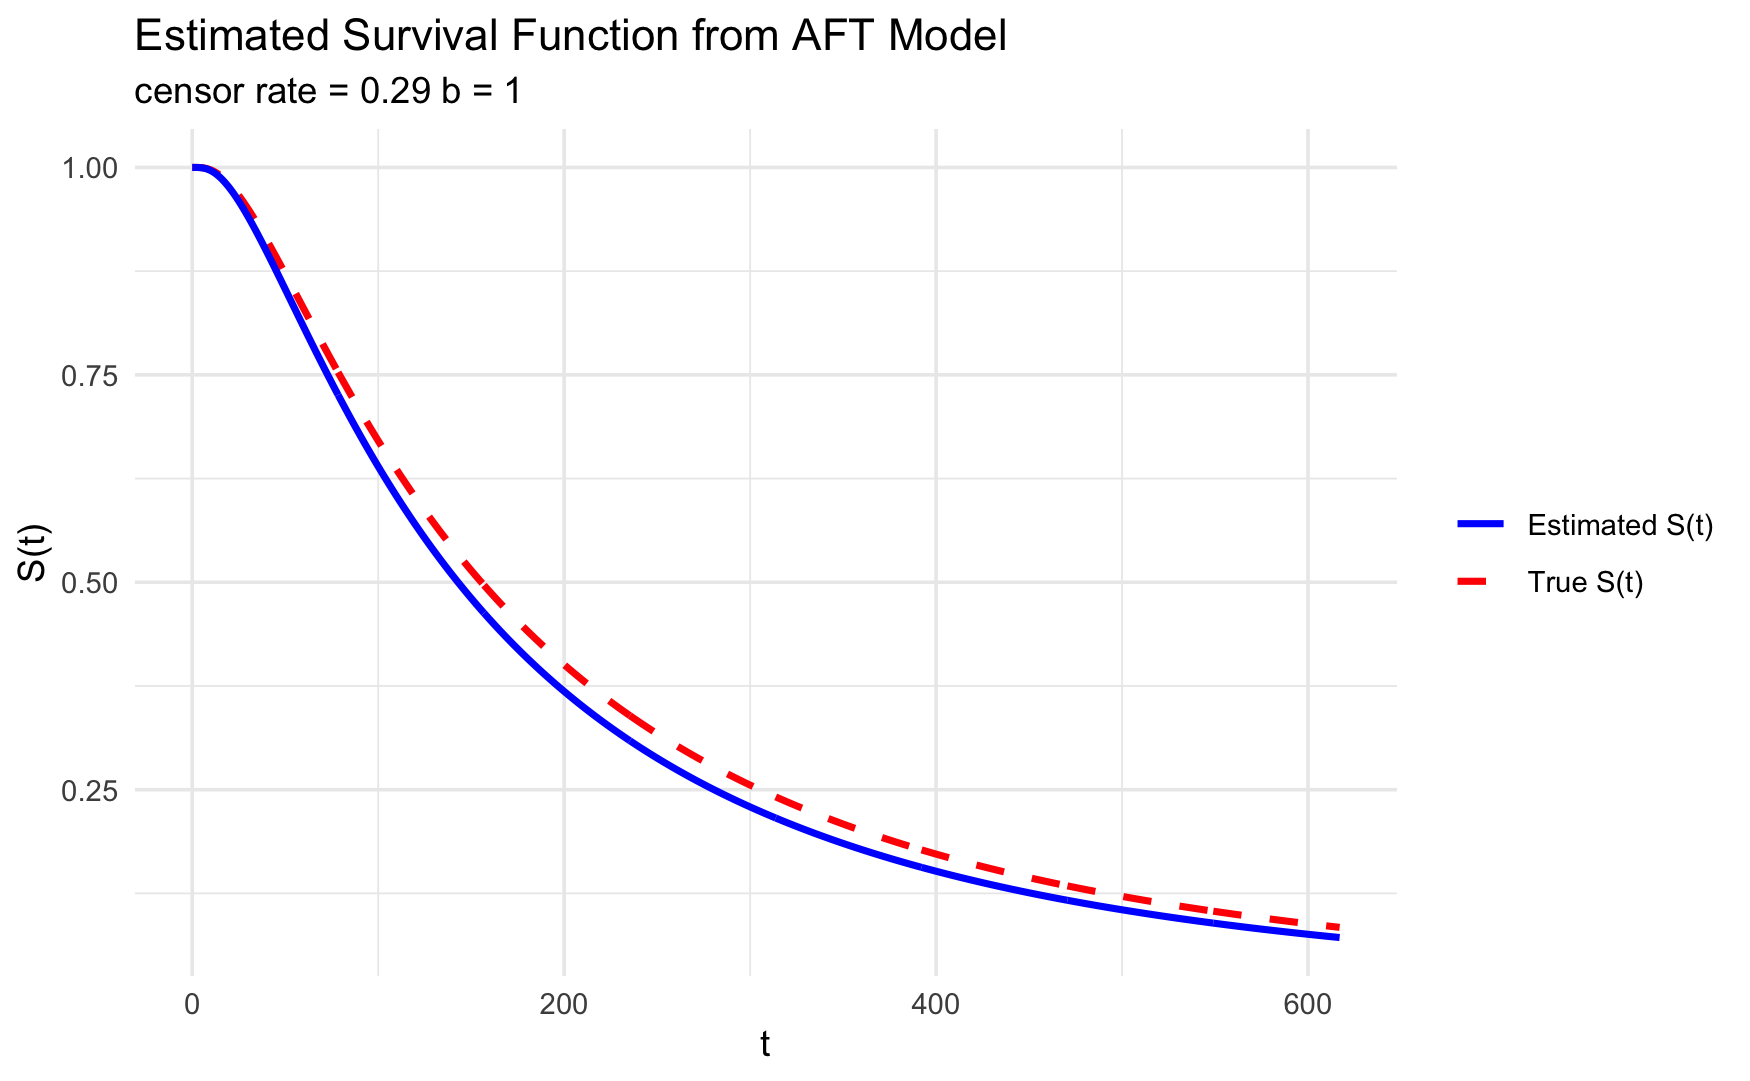 Estimated Survival Function from AFT Model
censor rate = 0.29 b = 1
1.00
0.75
0.50
0.25
S(t)
0
200
400
600
t
Estimated S(t)
True S(t)